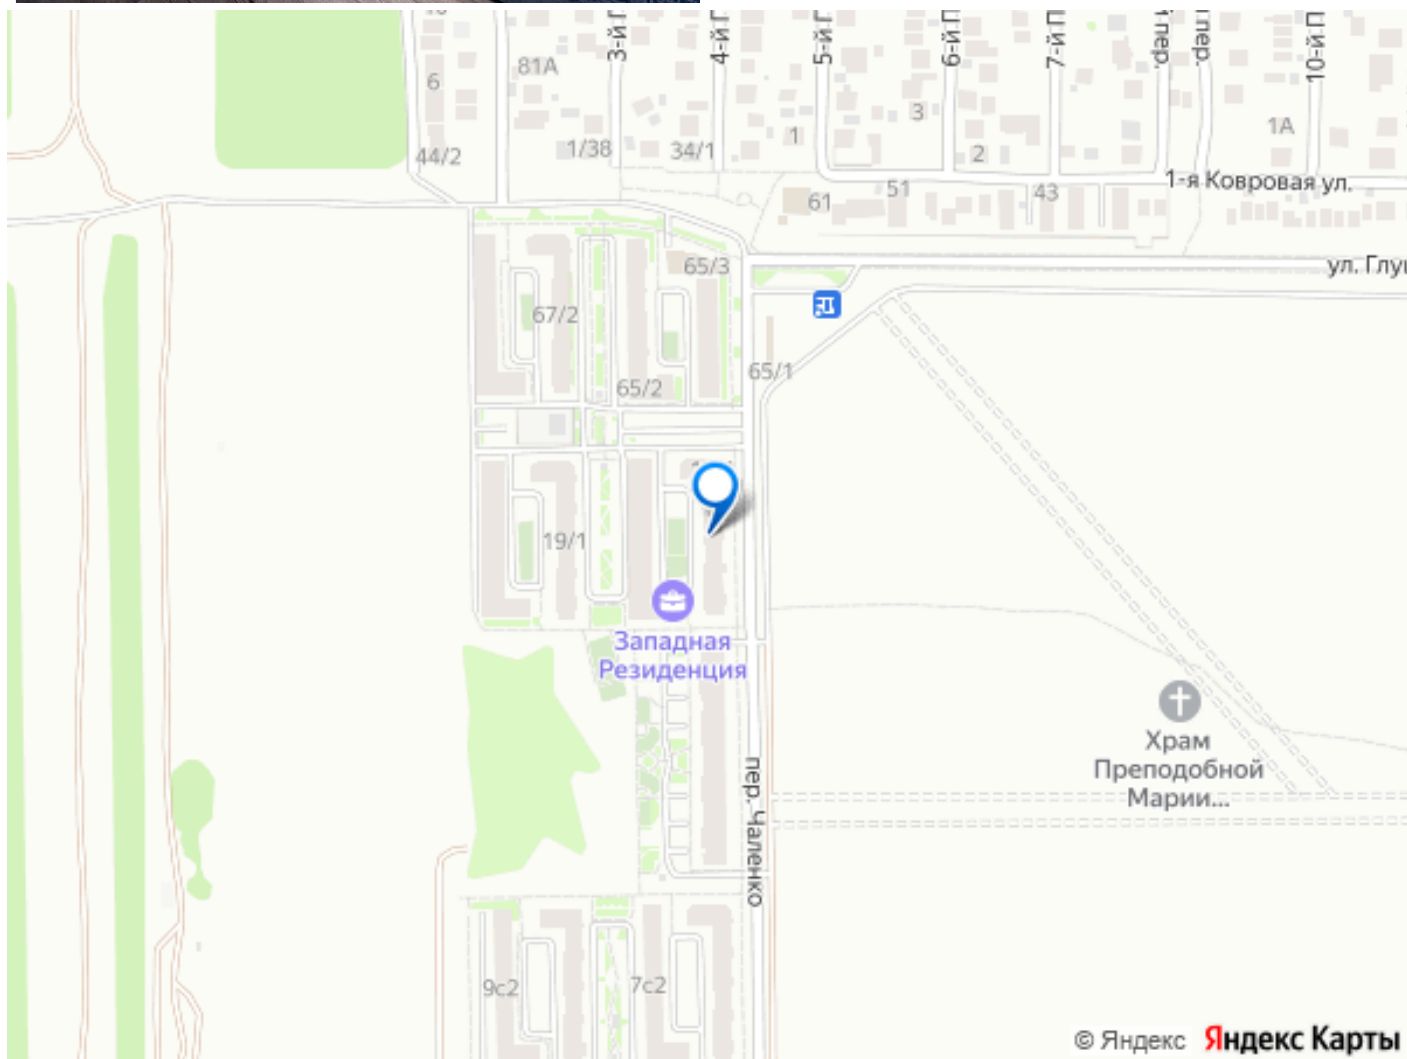 6
81А
3-й П
4-й П
5-й П
6-й П
7-й П
пер.
пер.
10-й П
3
1
2
1А
44/2
1/38
34/1
1-я Ковровая ул.
61
51
43
65/3
ул. Глу
67/2
65/2
65/1
19/1
Западная
Резиденция
Храм
Преподобной
Марии...
пер. Чаленко
9с2
7с2
© Яндекс Яндекс Карты